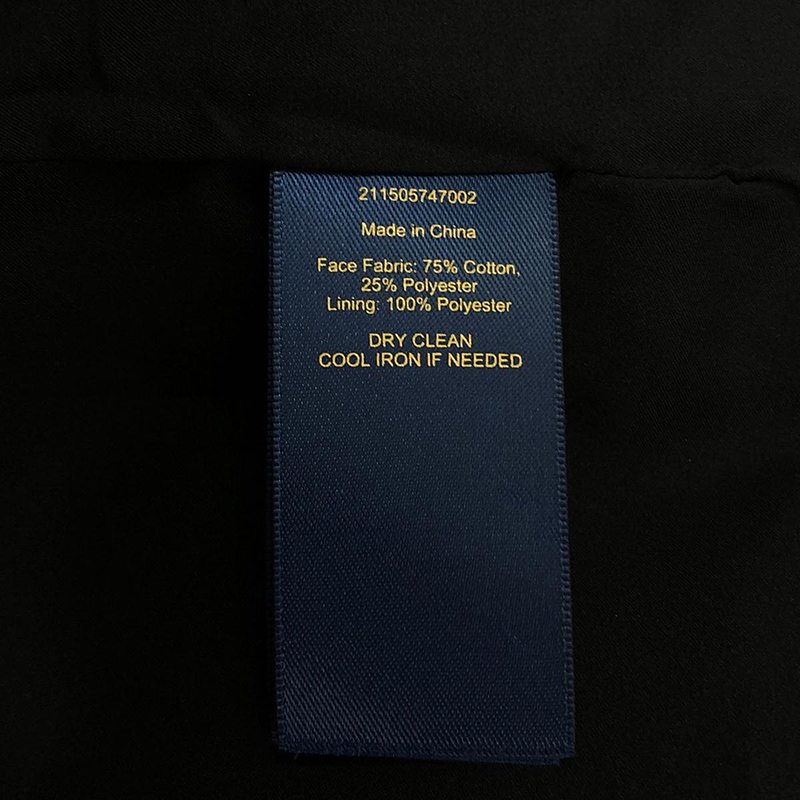 211505747002
Made in China
Face Fabric: 75% Cotton,
25% Polyester
Lining: 100% Polyester
DRY CLEAN
COOL IRON IF NEEDED